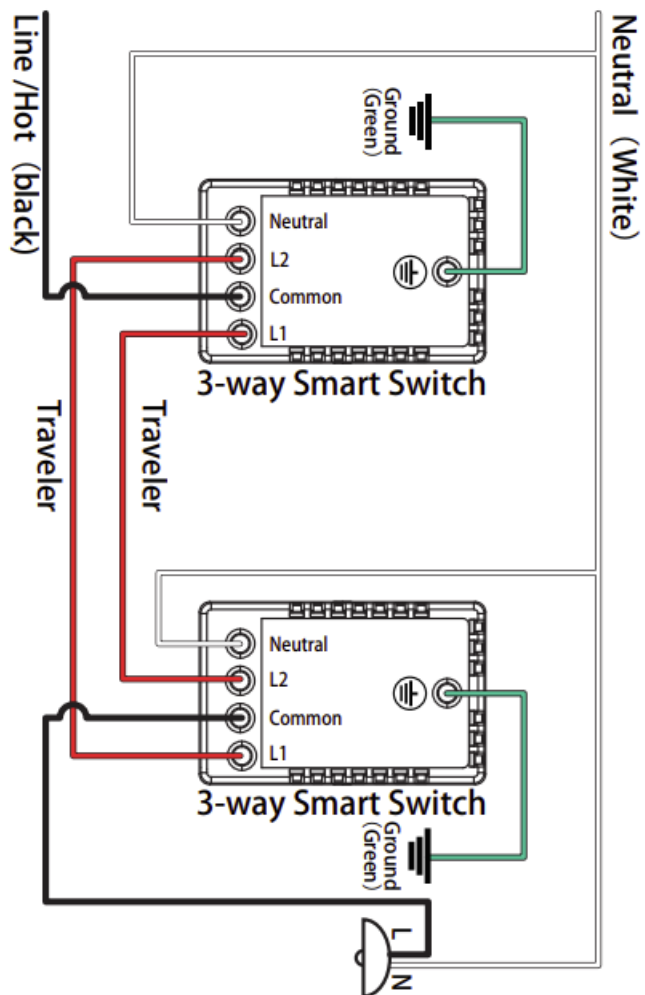 Line /Hot (black)
Neutral (White)
Ground
(Green)
Neutral
L2
Common
L1
3-way Smart Switch
Traveler
Traveler
Neutral
L2
Common
L1
3-way Smart Switch
Ground
(Green)
L
N